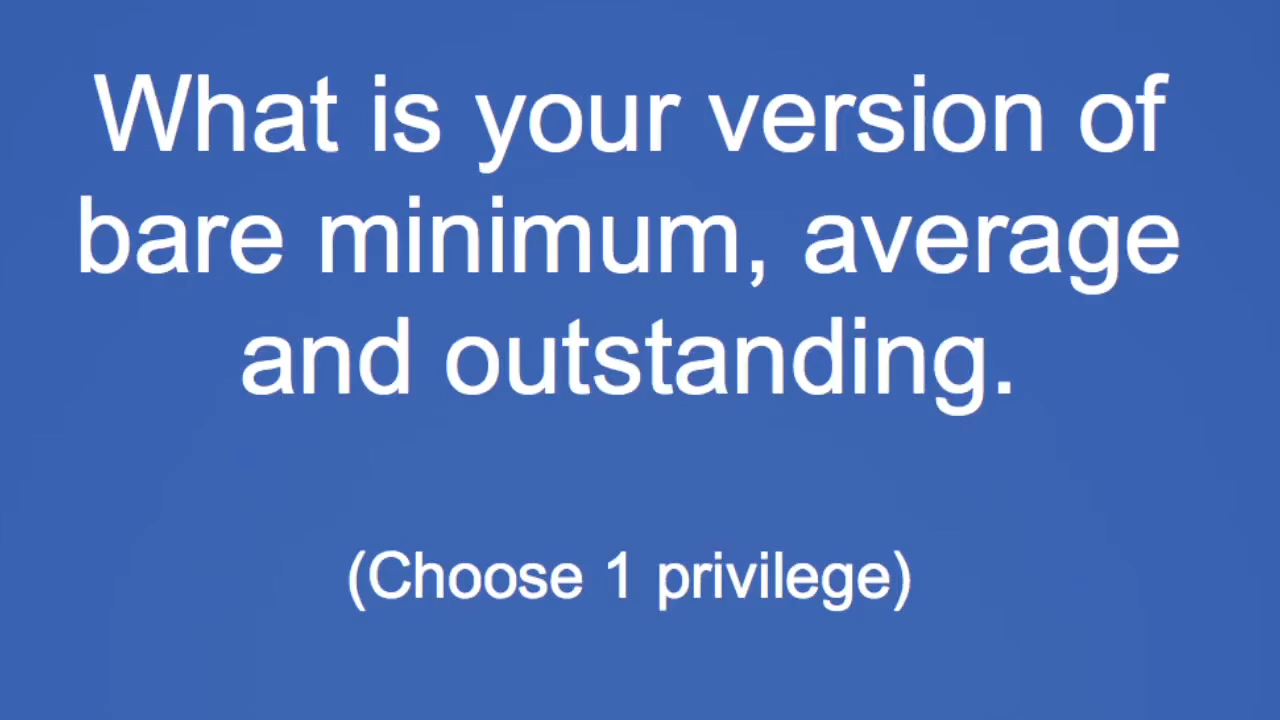 What is your version of
bare minimum, average
and outstanding.
(Choose 1 privilege)